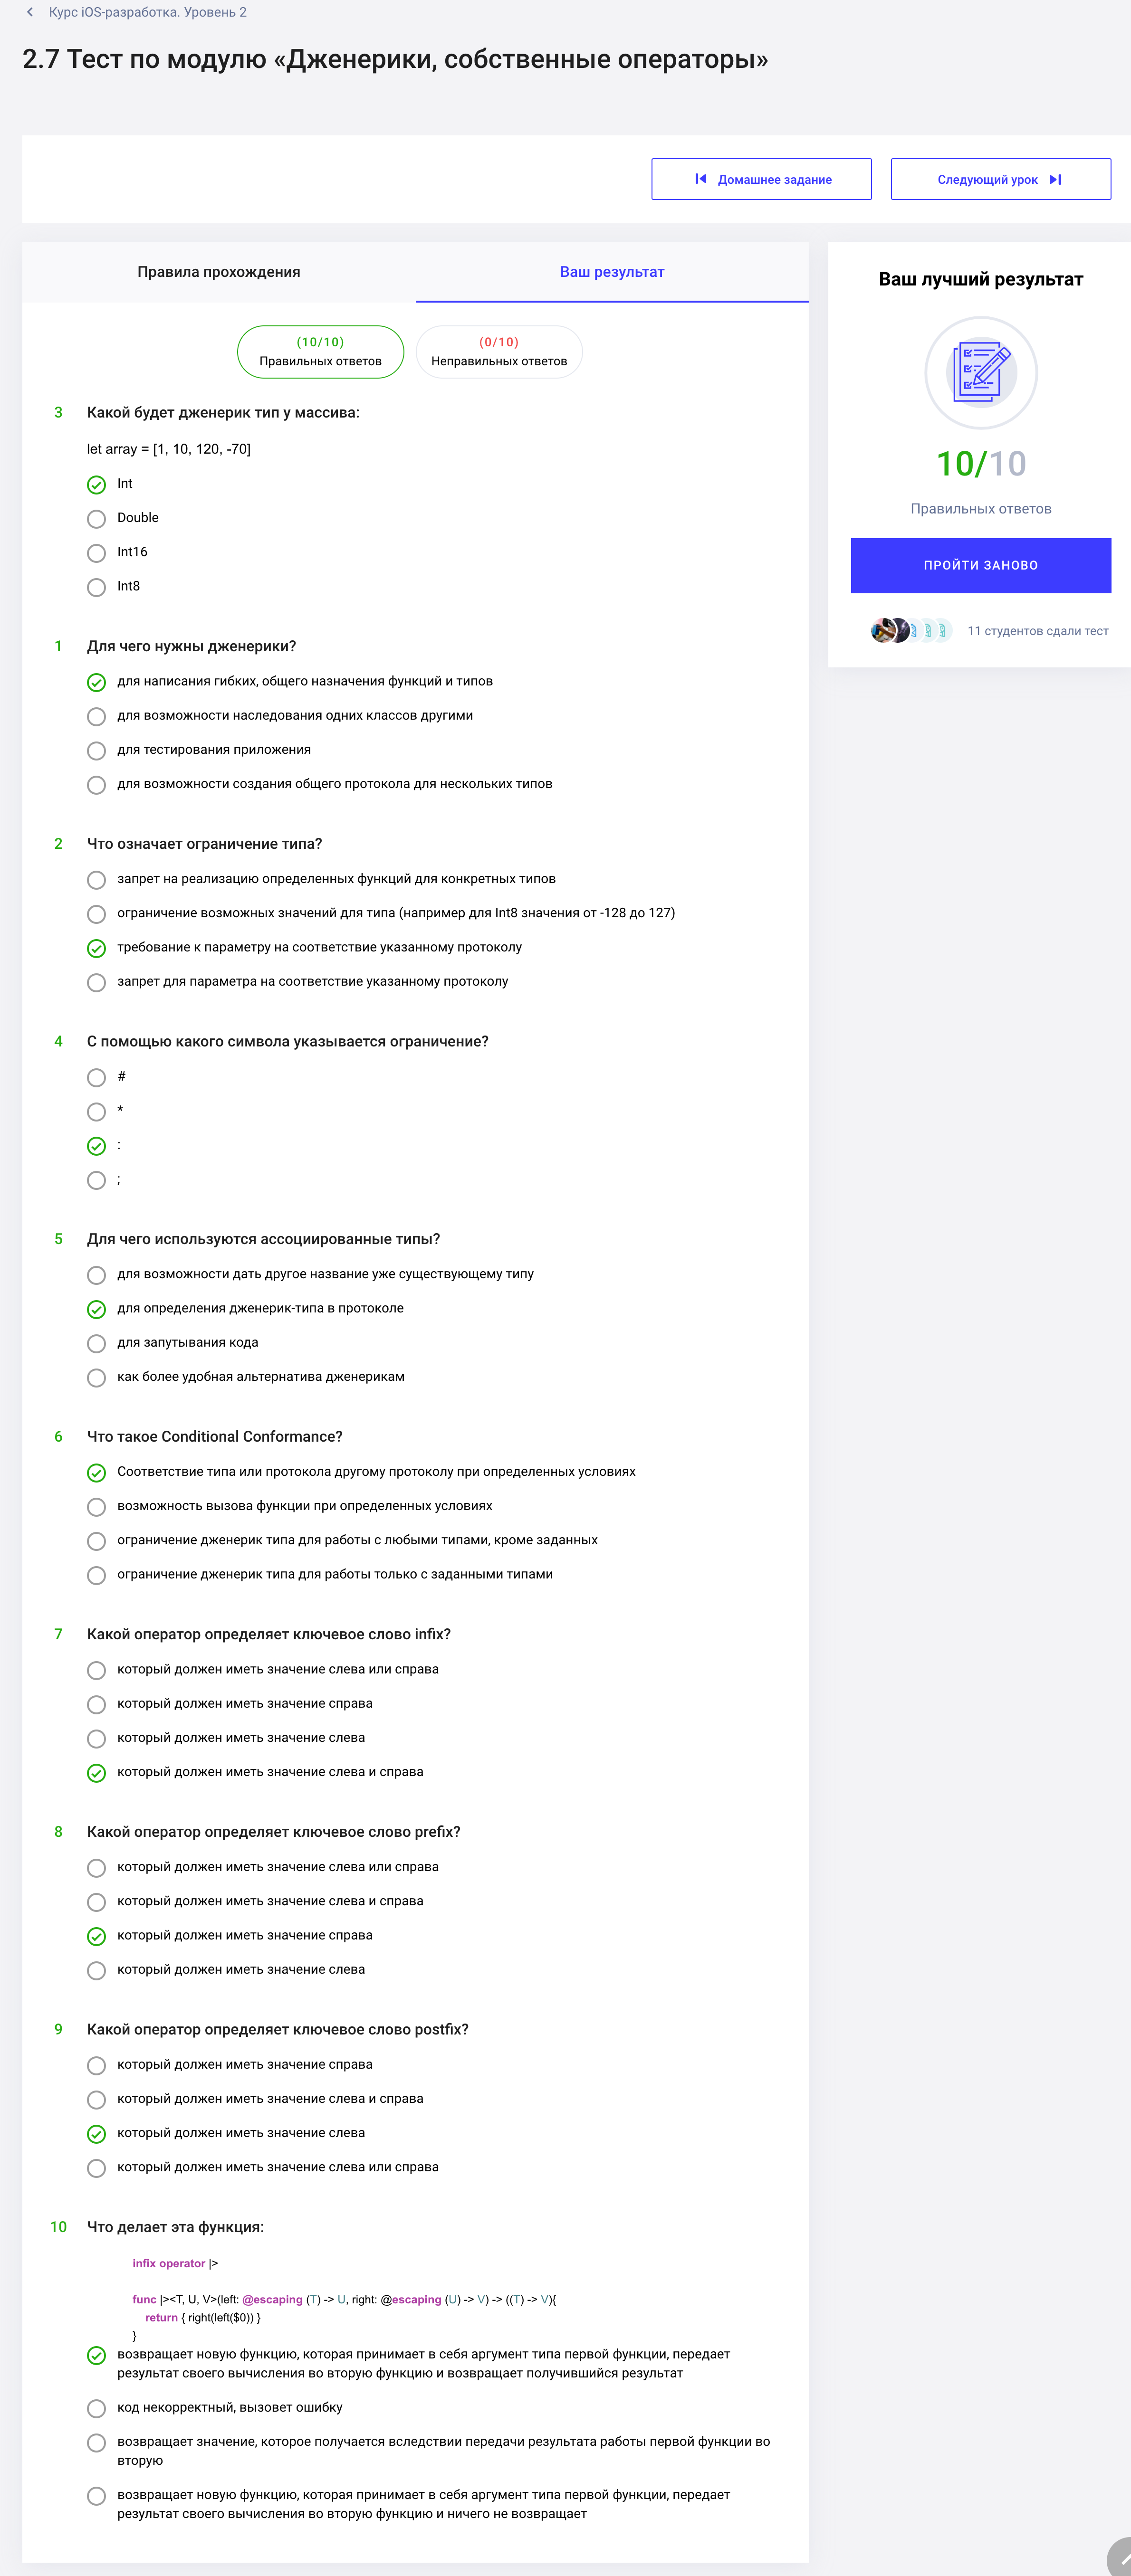 Курс iOS-разработка. Уровень 2
2.7 Тест по модулю «Дженерики, собственные операторы»
Домашнее задание
Следующий урок
Правила прохождения
Ваш результат
(10/10)
Правильных ответов
(0/10)
Неправильных ответов
3 Какой будет дженерик тип у массива:
let array = [1, 10, 120, -70]
Int
Double
Int16
Int8
1 Для чего нужны дженерики?
для написания гибких, общего назначения функций и типов
для возможности наследования одних классов другими
для тестирования приложения
для возможности создания общего протокола для нескольких типов
2 Что означает ограничение типа?
запрет на реализацию определенных функций для конкретных типов
ограничение возможных значений для типа (например для Int8 значения от -128 до 127)
требование к параметру на соответствие указанному протоколу
запрет для параметра на соответствие указанному протоколу
4 С помощью какого символа указывается ограничение?
#
*
:
;
5 Для чего используются ассоциированные типы?
для возможности дать другое название уже существующему типу
для определения дженерик-типа в протоколе
для запутывания кода
как более удобная альтернатива дженерикам
6 Что такое Conditional Conformance?
Соответствие типа или протокола другому протоколу при определенных условиях
возможность вызова функции при определенных условиях
ограничение дженерик типа для работы с любыми типами, кроме заданных
ограничение дженерик типа для работы только с заданными типами
7 Какой оператор определяет ключевое слово infix?
который должен иметь значение слева или справа
который должен иметь значение справа
который должен иметь значение слева
который должен иметь значение слева и справа
8 Какой оператор определяет ключевое слово prefix?
который должен иметь значение слева или справа
который должен иметь значение слева и справа
который должен иметь значение справа
который должен иметь значение слева
9 Какой оператор определяет ключевое слово postfix?
который должен иметь значение справа
который должен иметь значение слева и справа
который должен иметь значение слева
который должен иметь значение слева или справа
10 Что делает эта функция:
infix operator |>
func |><T, U, V>(left: @escaping (T) -> U, right: @escaping (U) -> V) -> ((T) -> V){
return { right(left($0)) }
}
возвращает новую функцию, которая принимает в себя аргумент типа первой функции, передает
результат своего вычисления во вторую функцию и возвращает получившийся результат
код некорректный, вызовет ошибку
возвращает значение, которое получается вследствии передачи результата работы первой функции во
вторую
возвращает новую функцию, которая принимает в себя аргумент типа первой функции, передает
результат своего вычисления во вторую функцию и ничего не возвращает
Ваш лучший результат
10/10
Правильных ответов
ПРОЙТИ ЗАНОВО
11 студентов сдали тест